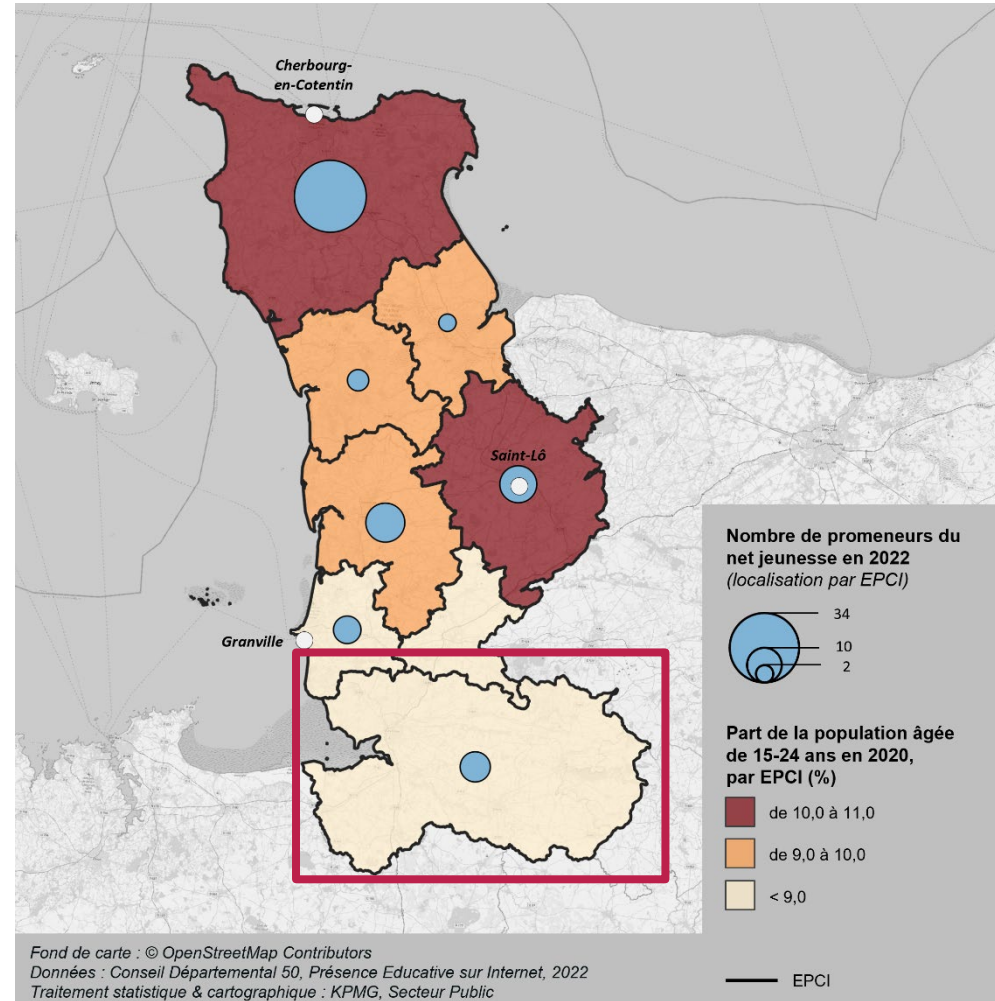 Cherbourg-
en-Cotentin
Saint-Lô
Granville
Nombre de promeneurs du
net jeunesse en 2022
(localisation par EPCI)
34
10
2
Part de la population âgée
de 15-24 ans en 2020,
par EPCI (%)
de 10,0 à 11,0
de 9,0 à 10,0
< 9,0
EPCI
Fond de carte : © OpenStreetMap Contributors
Données : Conseil Départemental 50, Présence Educative sur Internet, 2022
Traitement statistique & cartographique : KPMG, Secteur Public